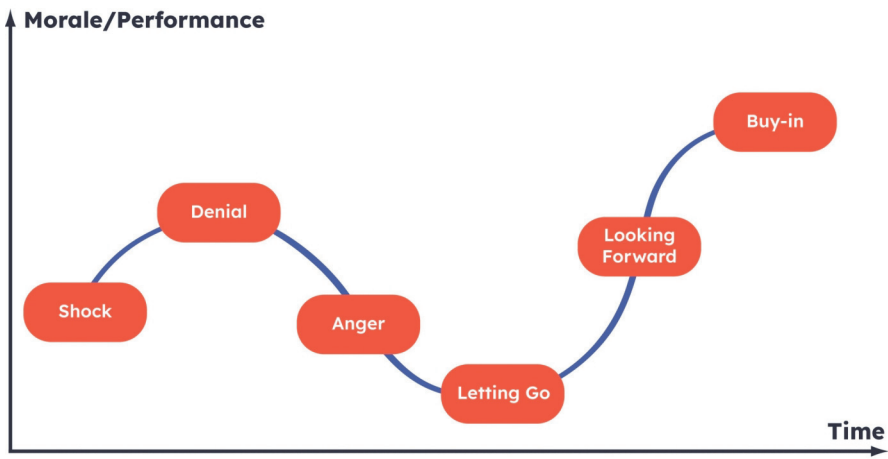 Morale/Performance
Shock
Denial
Anger
Letting Go
Looking
Forward
Buy-in
Time